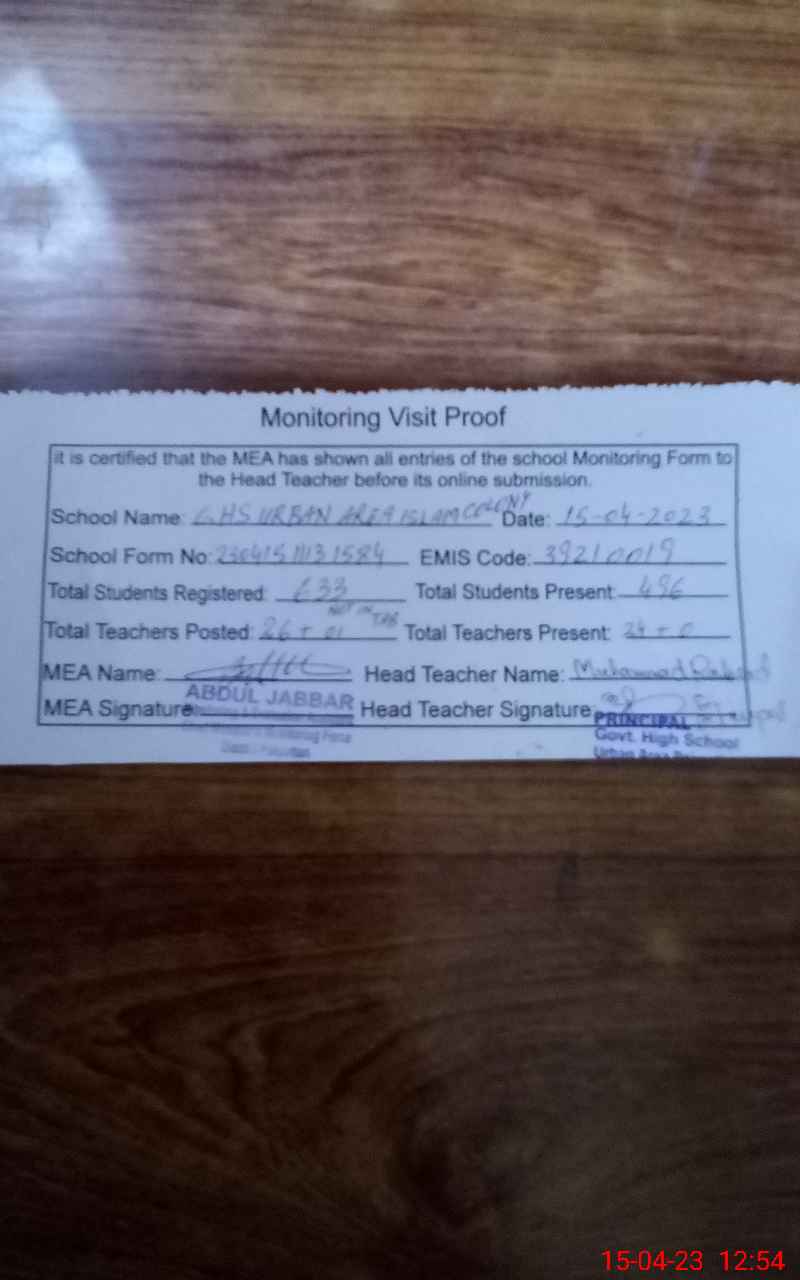 Monitoring Visit Proof
it is certified that the MEA has shown all entries of the school Monitoring Form to
the Head Teacher before its online submission.
School Name: GHS URBAN AREA ISLAM COLONY Date: 15-04-2023
School Form No: EMIS Code: 39210019
Total Students Registered: 633 Total Students Present: 496
NOT IN TAB
Total Teachers Posted: 26 + 01 Total Teachers Present: 24 + 0
MEA Name: Head Teacher Name: Muhammad
ABDUL JABBAR
MEA Signature Head Teacher Signature
PRINCIPAL
Govt. High School
Urban Area
15-04-23 12:54